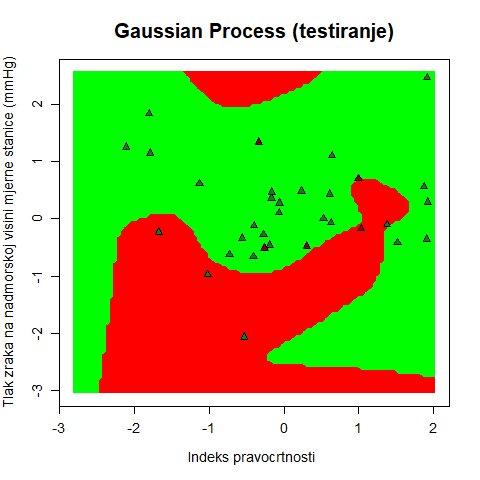 Gaussian Process (testiranje)
Tlak zraka na nadmorskoj visini mjerne stanice (mmHg)
2
1
0
-1
-2
-3
-3 -2 -1 0 1 2
Indeks pravocrtnosti